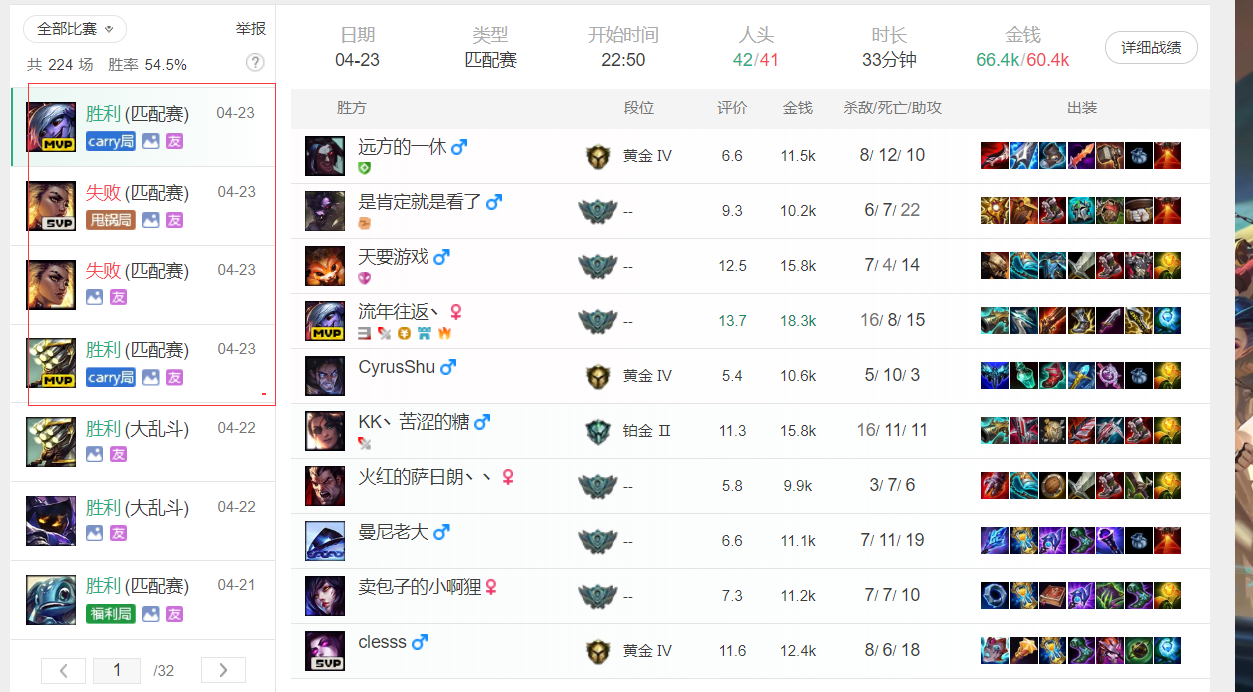 全部比赛
举报
共 224 场 胜率 54.5%
?
MVP
胜利 (匹配赛) 04-23
carry局 友
SVP
失败 (匹配赛) 04-23
甩锅局 友
失败 (匹配赛) 04-23
友
MVP
胜利 (匹配赛) 04-23
carry局 友
胜利 (大乱斗) 04-22
友
胜利 (大乱斗) 04-22
友
胜利 (匹配赛) 04-21
福利局 友
1 /32
日期 类型 开始时间 人头 时长 金钱
04-23 匹配赛 22:50 42/41 33分钟 66.4k/60.4k
详细战绩
胜方 段位 评价 金钱 杀敌/死亡/助攻 出装
远方的一休 黄金 IV 6.6 11.5k 8/ 12/ 10
是肯定就是看了 -- 9.3 10.2k 6/ 7/ 22
天要游戏 -- 12.5 15.8k 7/ 4/ 14
流年往返丶 -- 13.7 18.3k 16/ 8/ 15
MVP
CyrusShu 黄金 IV 5.4 10.6k 5/ 10/ 3
KK丶苦涩的糖 铂金 II 11.3 15.8k 16/ 11/ 11
火红的萨日朗丶丶 -- 5.8 9.9k 3/ 7/ 6
曼尼老大 -- 6.6 11.1k 7/ 11/ 19
卖包子的小啊狸 -- 7.3 11.2k 7/ 7/ 10
clesss 黄金 IV 11.6 12.4k 8/ 6/ 18
SVP